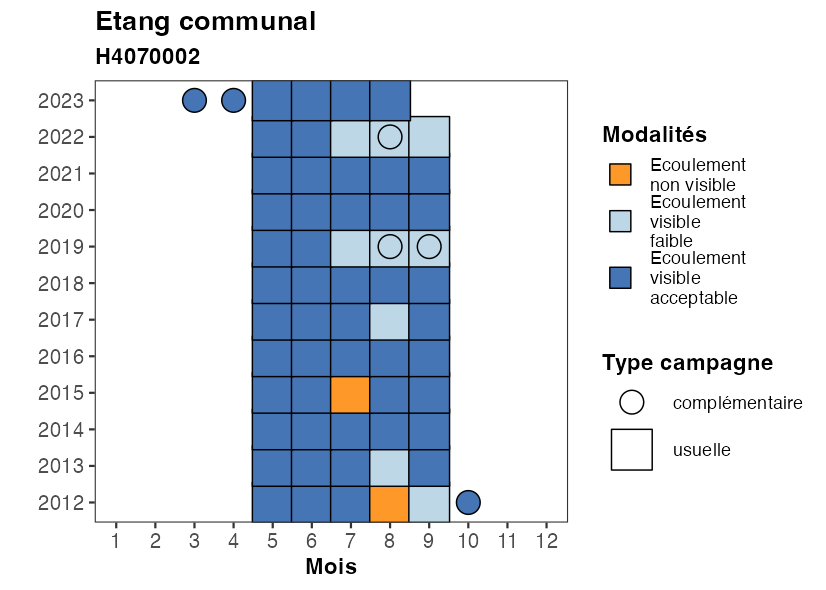 Etang communal
H4070002
2023
2022
2021
2020
2019
2018
2017
2016
2015
2014
2013
2012
1 2 3 4 5 6 7 8 9 10 11 12
Mois
Modalités
Ecoulement
non visible
Ecoulement
visible
faible
Ecoulement
visible
acceptable
Type campagne
complémentaire
usuelle